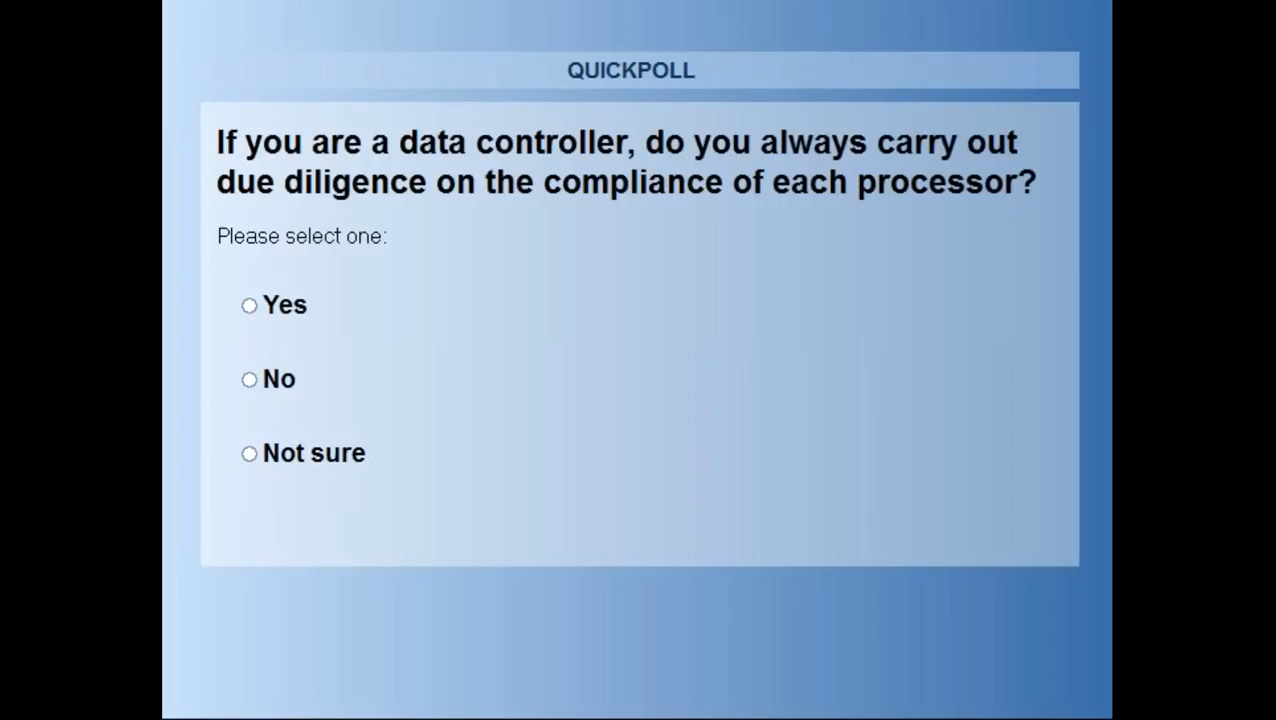 QUICKPOLL
If you are a data controller, do you always carry out
due diligence on the compliance of each processor?
Please select one:
Yes
No
Not sure